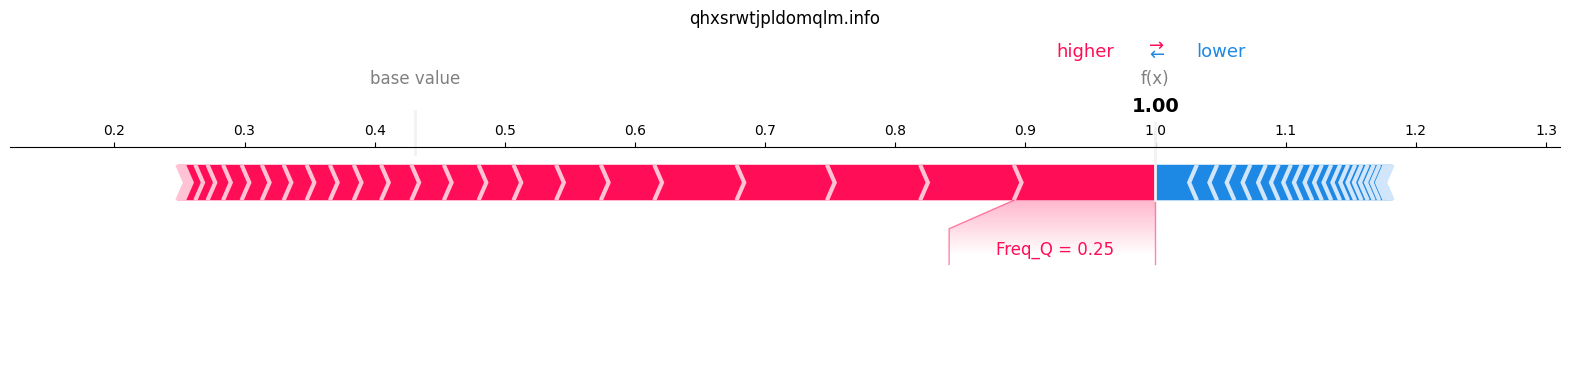 qhxsrwtjpldomqlm.info
higher → ← lower
base value f(x)
1.00
0.2 0.3 0.4 0.5 0.6 0.7 0.8 0.9 1.0 1.1 1.2 1.3
Freq_Q = 0.25